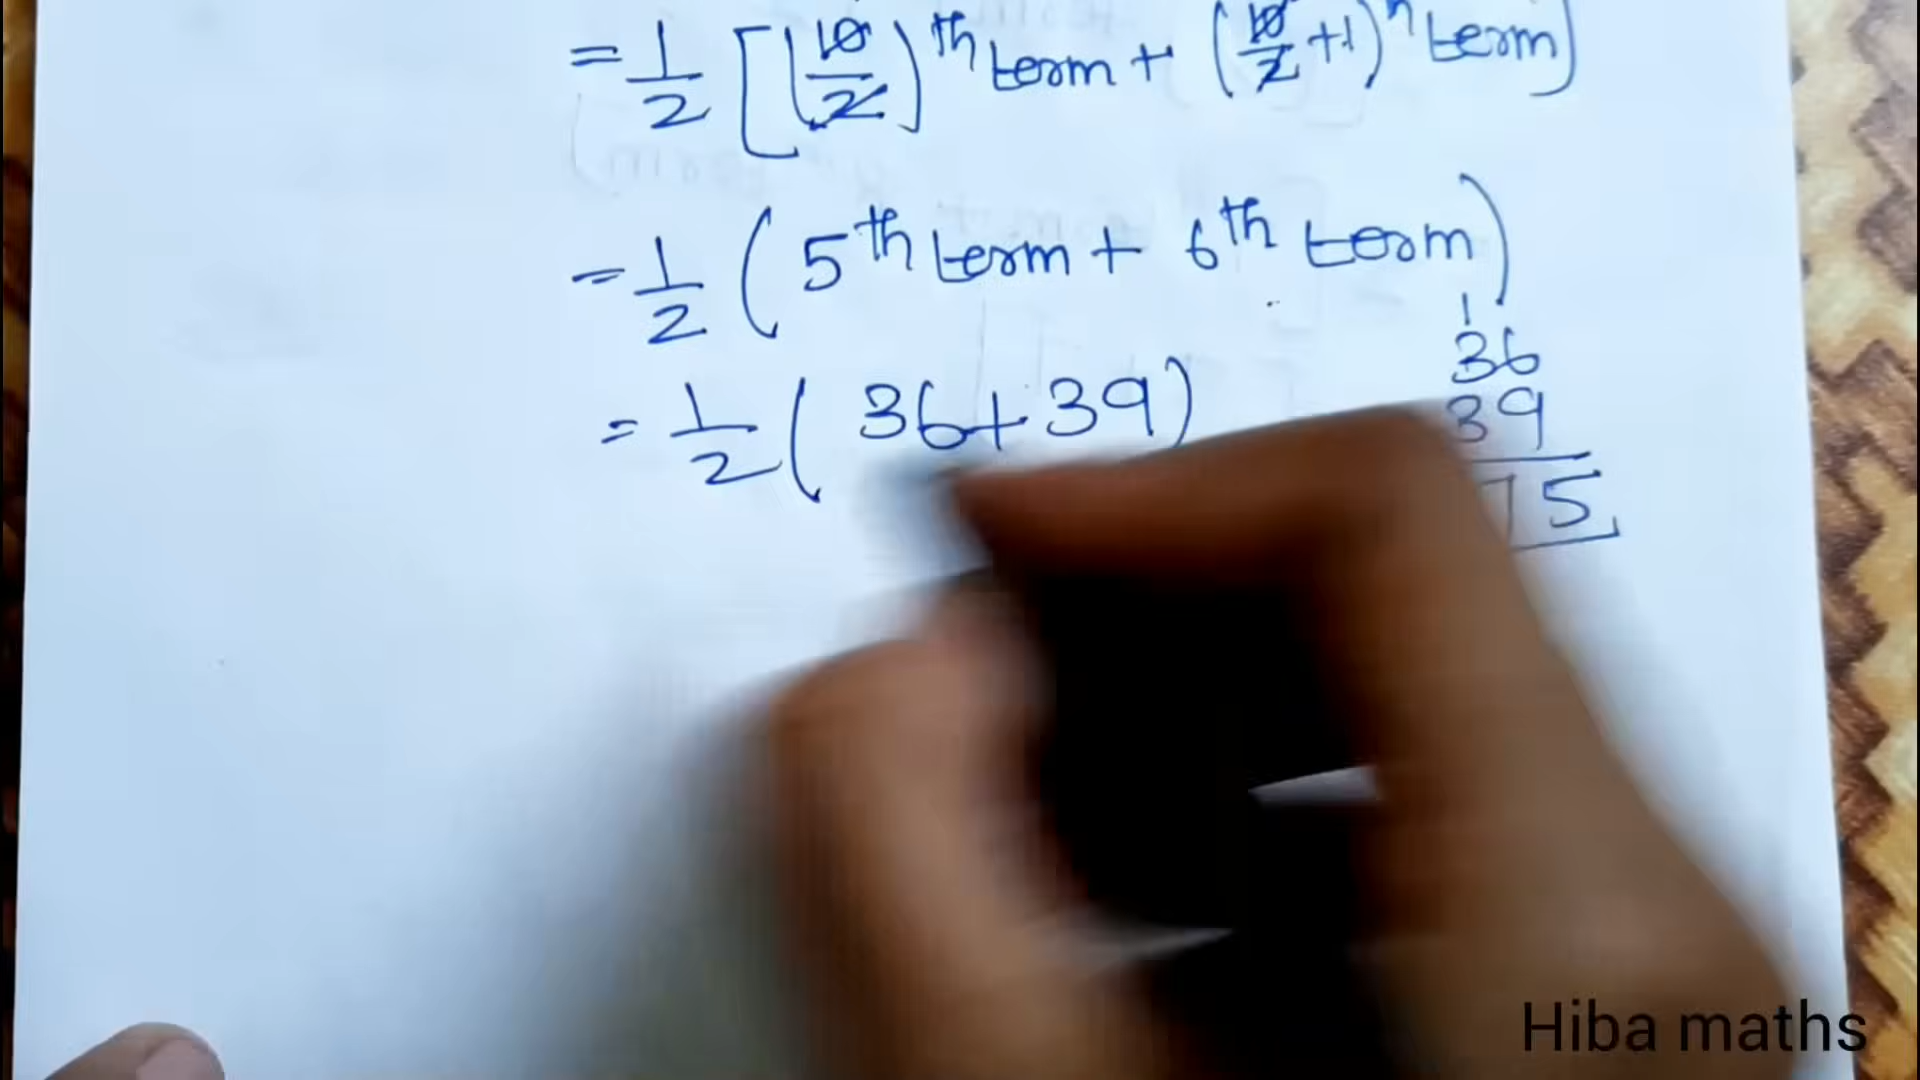 = 1/2 [(10/2)th term + (10/2 +1)th term]
= 1/2 ( 5th term + 6th term)
= 1/2 ( 36+39)
1
36
39
75
Hiba maths